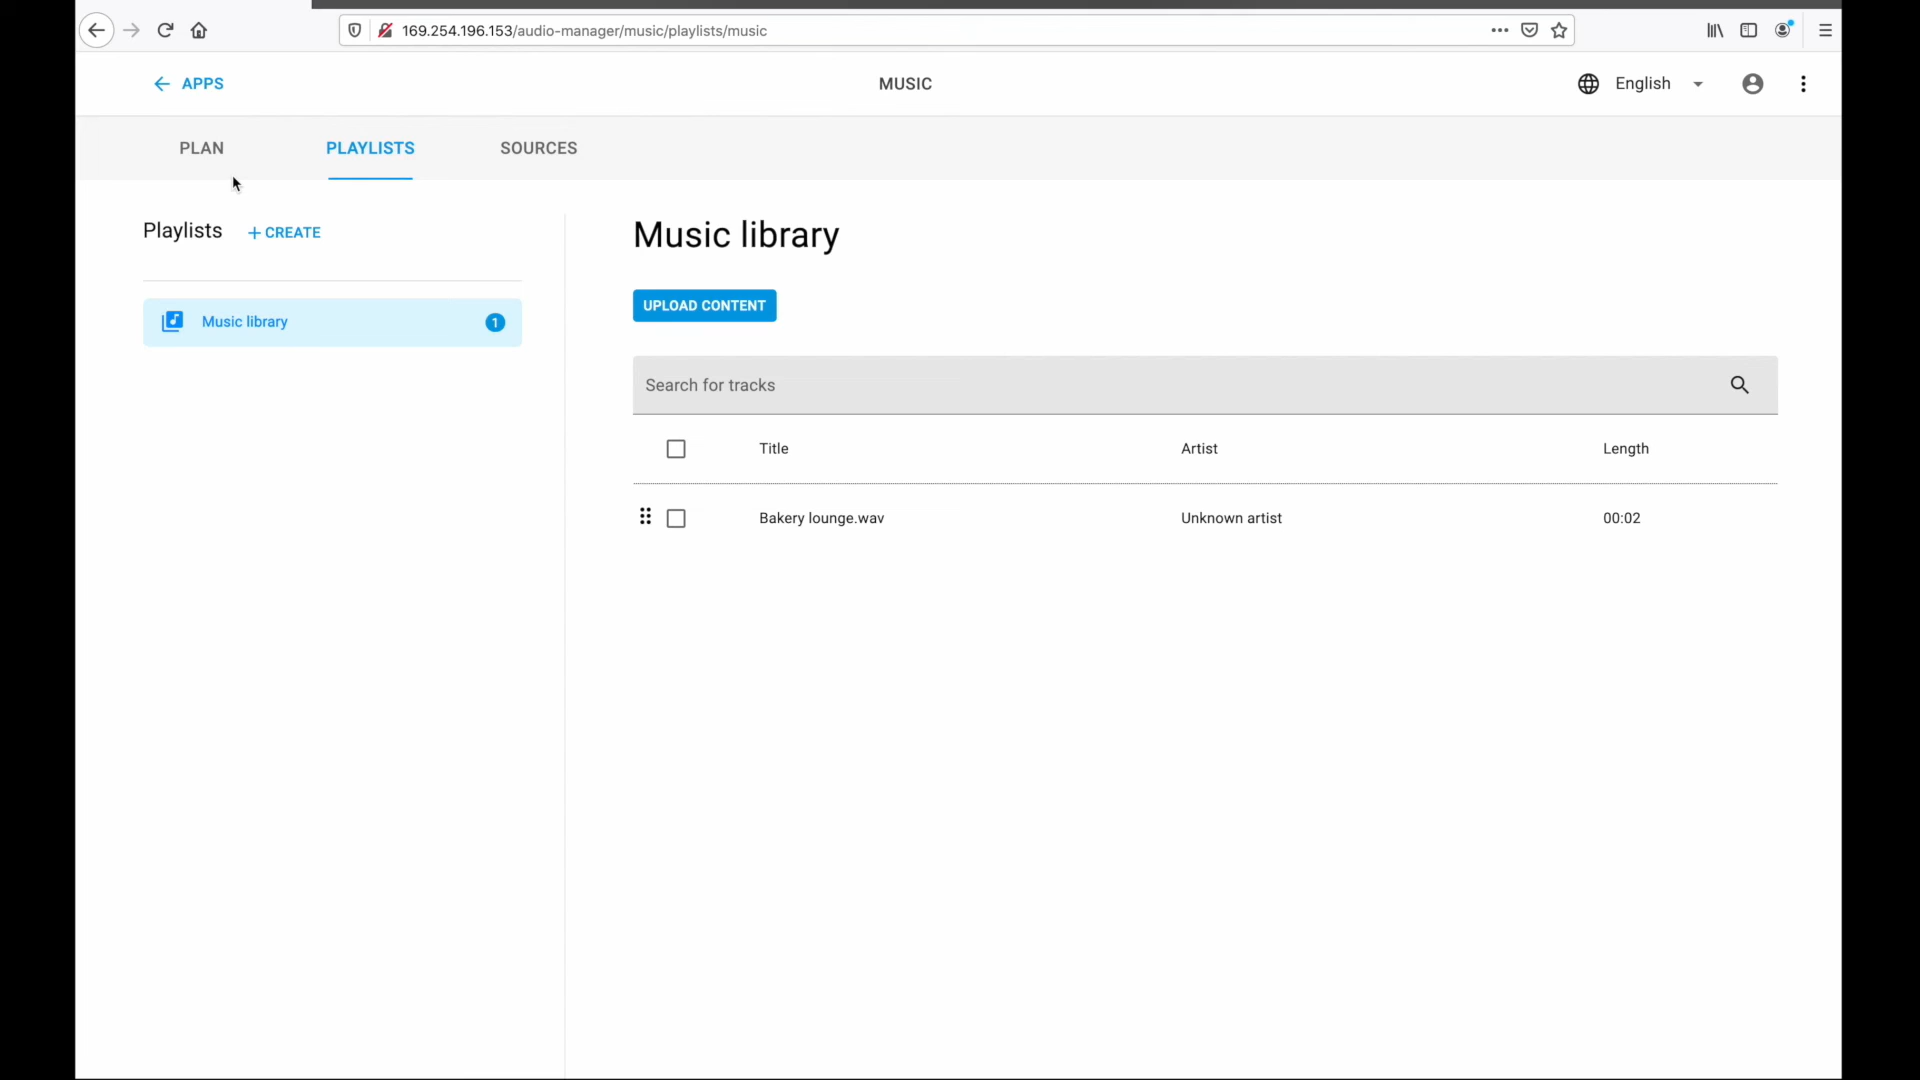 169.254.196.153/audio-manager/music/playlists/music
APPS
MUSIC
English
PLAN
PLAYLISTS
SOURCES
Playlists
+ CREATE
Music library
1
Music library
UPLOAD CONTENT
Search for tracks
Title Artist Length
Bakery lounge.wav Unknown artist 00:02